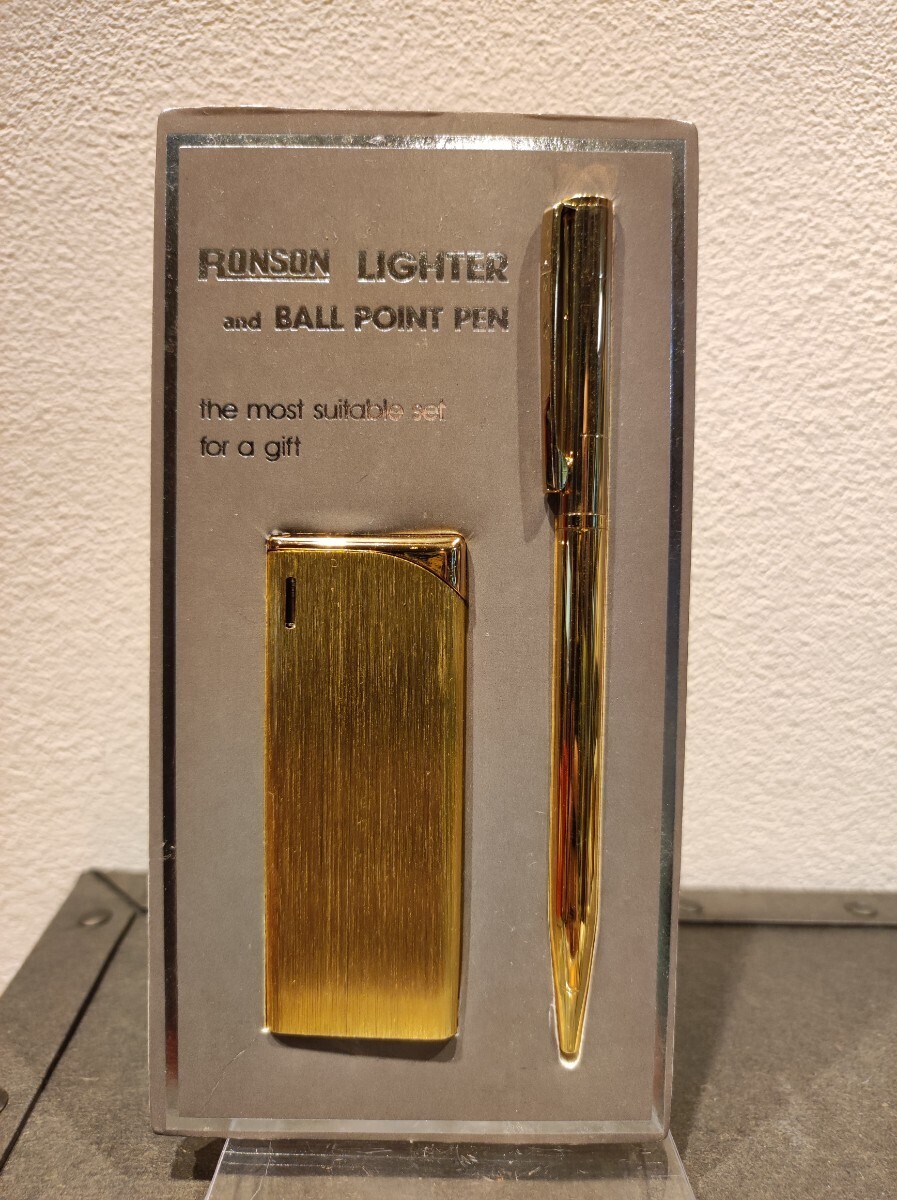 RONSON LIGHTER
and BALL POINT PEN
the most suitable set
for a gift